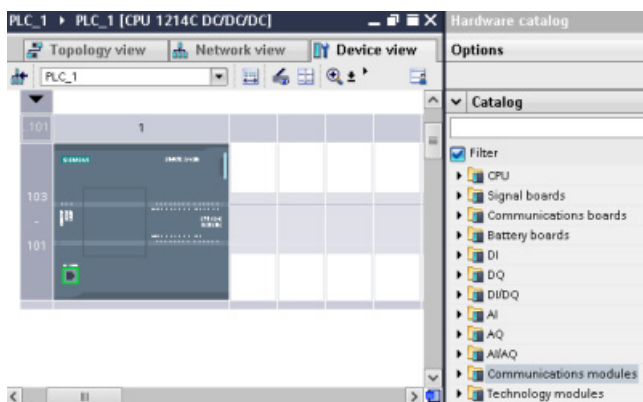 PLC_1 ▸ PLC_1 [CPU 1214C DC/DC/DC]
Topology view
Network view
Device view
PLC_1
101
1
SIEMENS
103
-
101
Hardware catalog
Options
Catalog
Filter
CPU
Signal boards
Communications boards
Battery boards
DI
DQ
DI/DQ
AI
AQ
AI/AQ
Communications modules
Technology modules